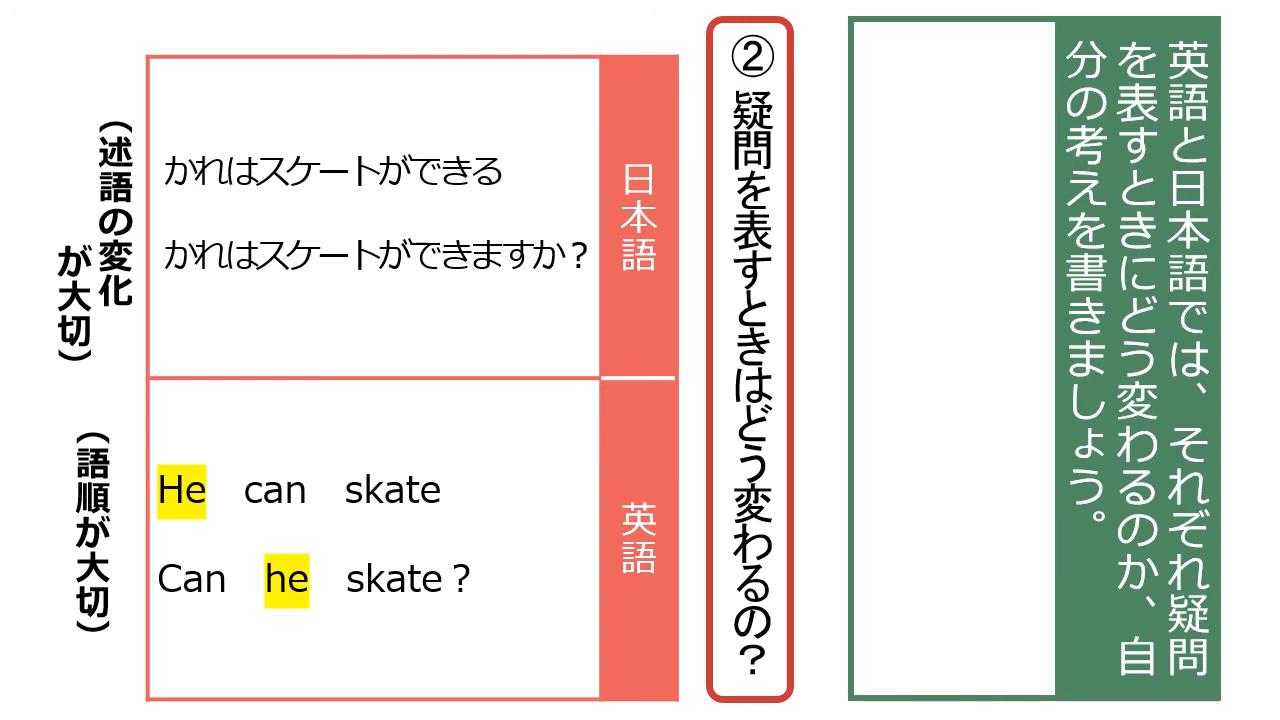 英語と日本語では、それぞれ疑問
を表すときにどう変わるのか、自
分の考えを書きましょう。
②疑問を表すときはどう変わるの？
日本語
かれはスケートができる
かれはスケートができますか？
（述語の変化
が大切）
英語
He can skate
Can he skate？
（語順が大切）